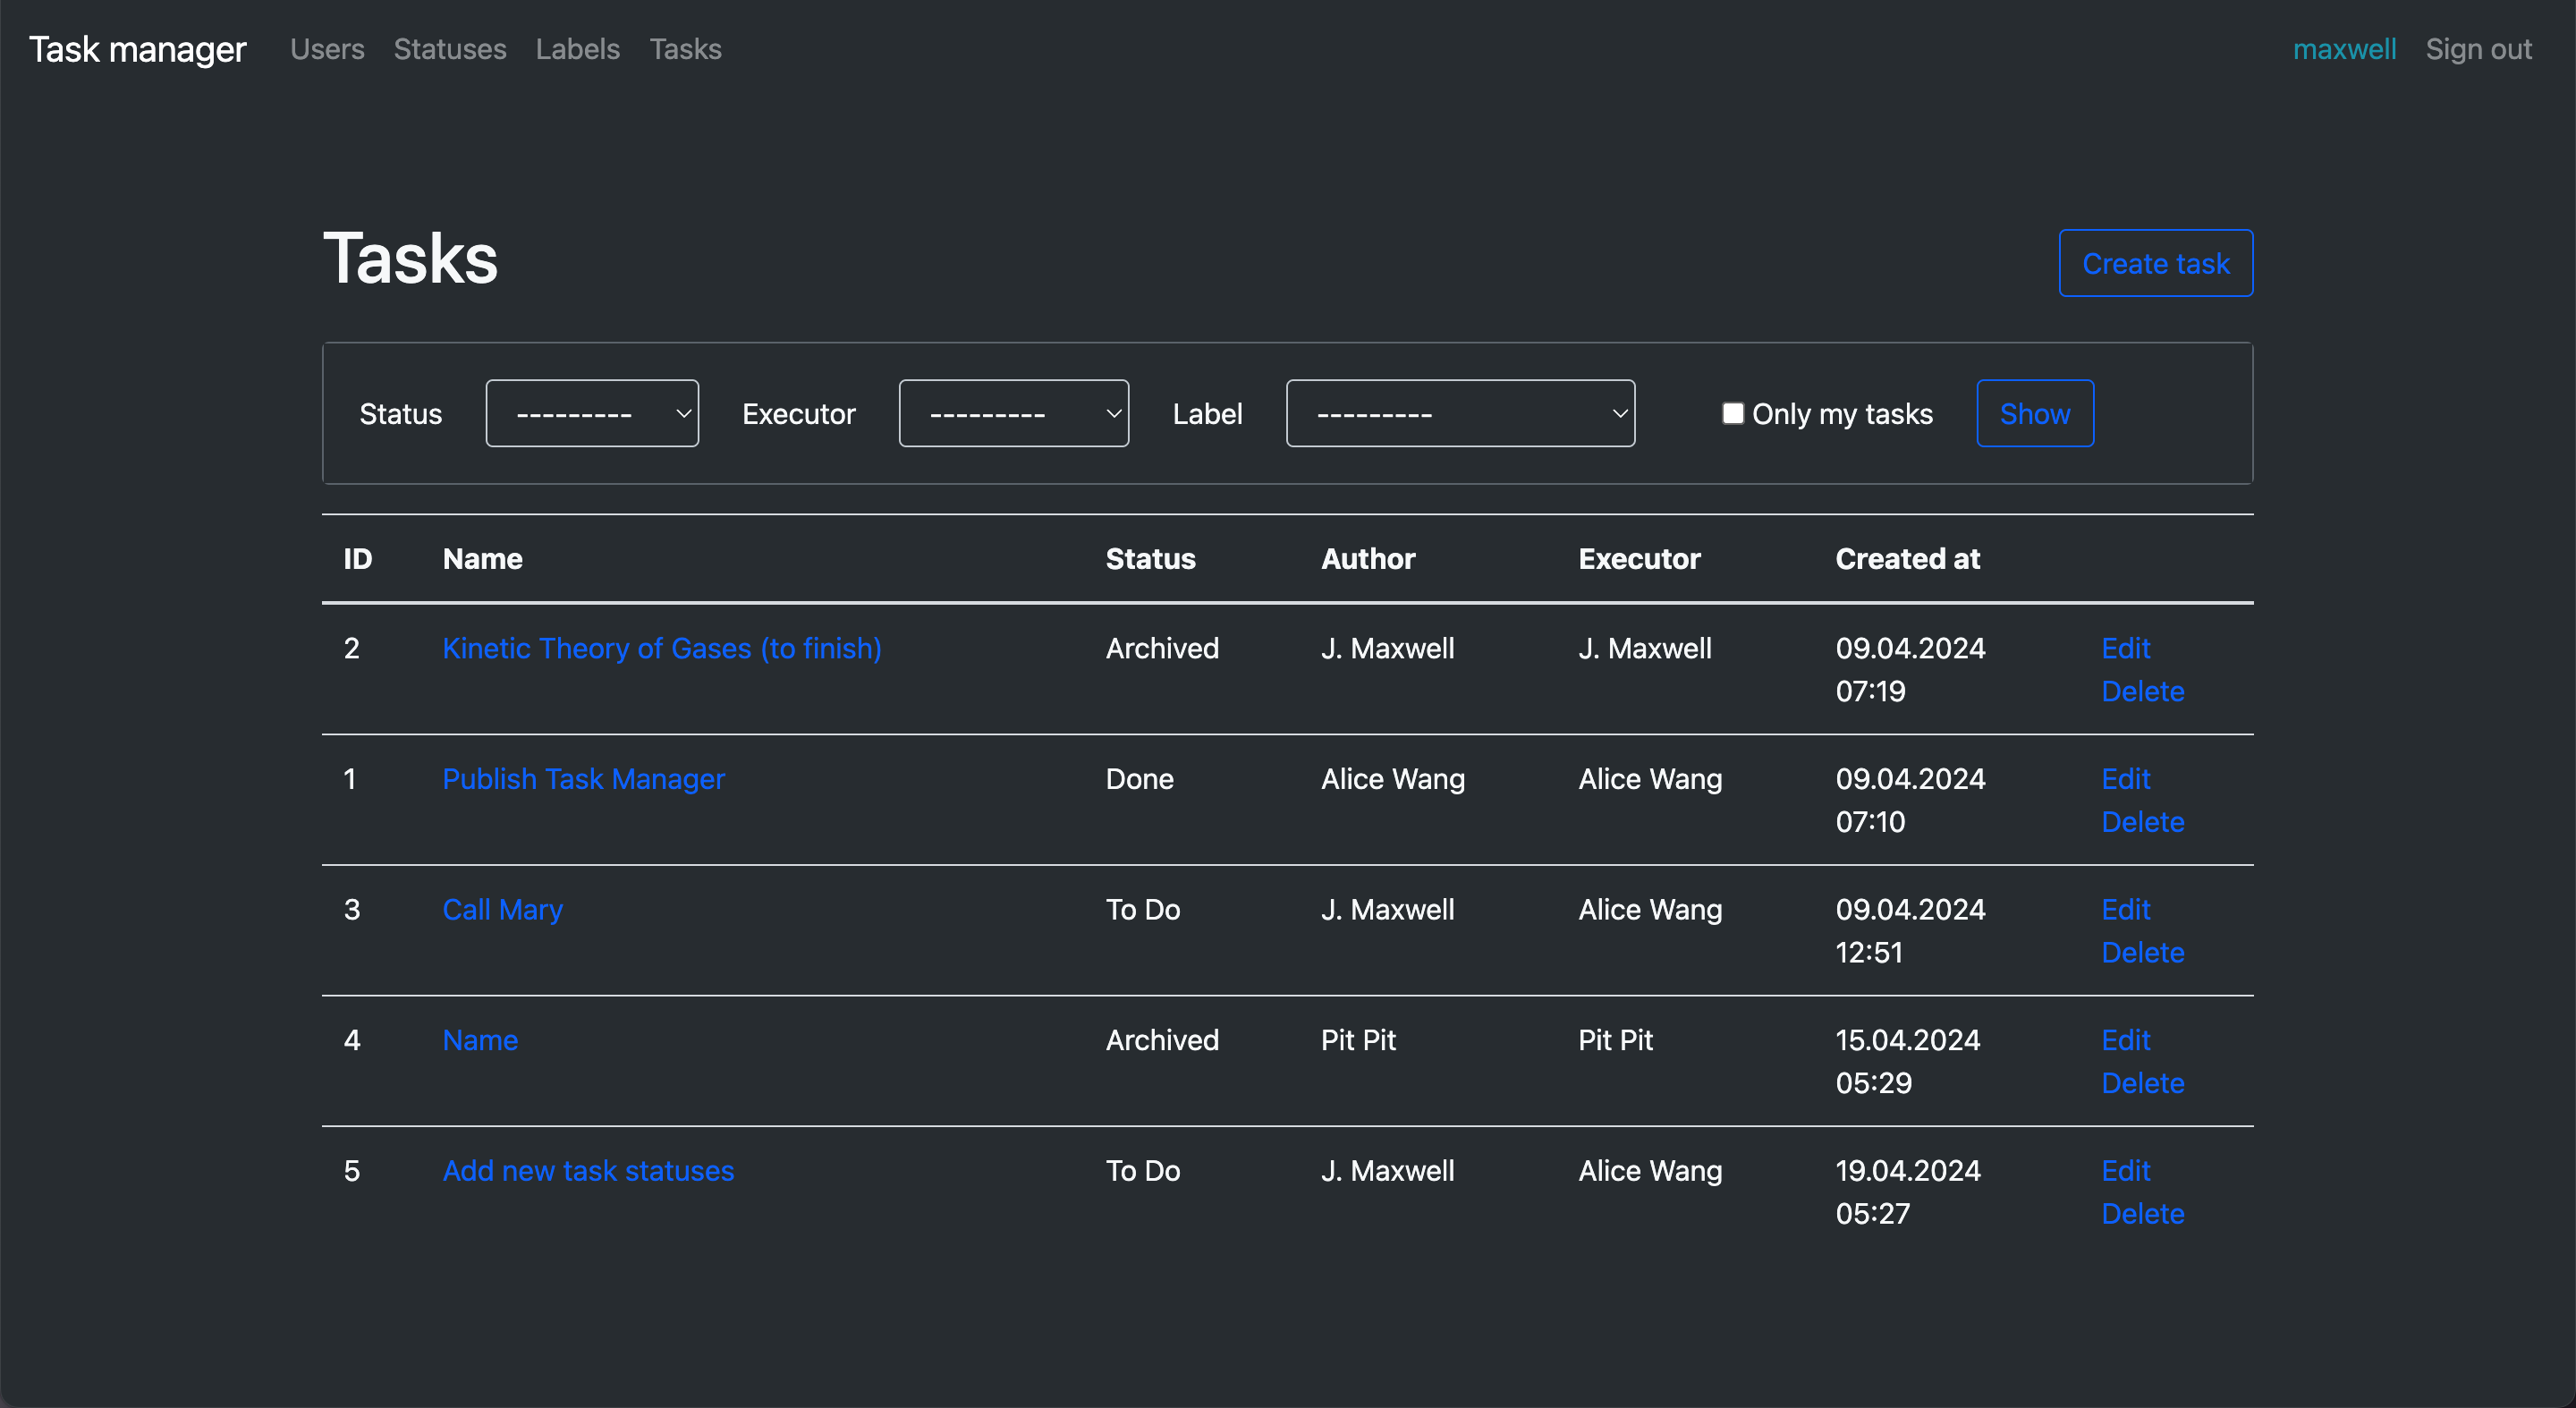 Task manager Users Statuses Labels Tasks maxwell Sign out
Tasks Create task
Status --------- Executor --------- Label --------- Only my tasks Show
ID Name Status Author Executor Created at
2 Kinetic Theory of Gases (to finish) Archived J. Maxwell J. Maxwell 09.04.2024 Edit
07:19 Delete
1 Publish Task Manager Done Alice Wang Alice Wang 09.04.2024 Edit
07:10 Delete
3 Call Mary To Do J. Maxwell Alice Wang 09.04.2024 Edit
12:51 Delete
4 Name Archived Pit Pit Pit Pit 15.04.2024 Edit
05:29 Delete
5 Add new task statuses To Do J. Maxwell Alice Wang 19.04.2024 Edit
05:27 Delete